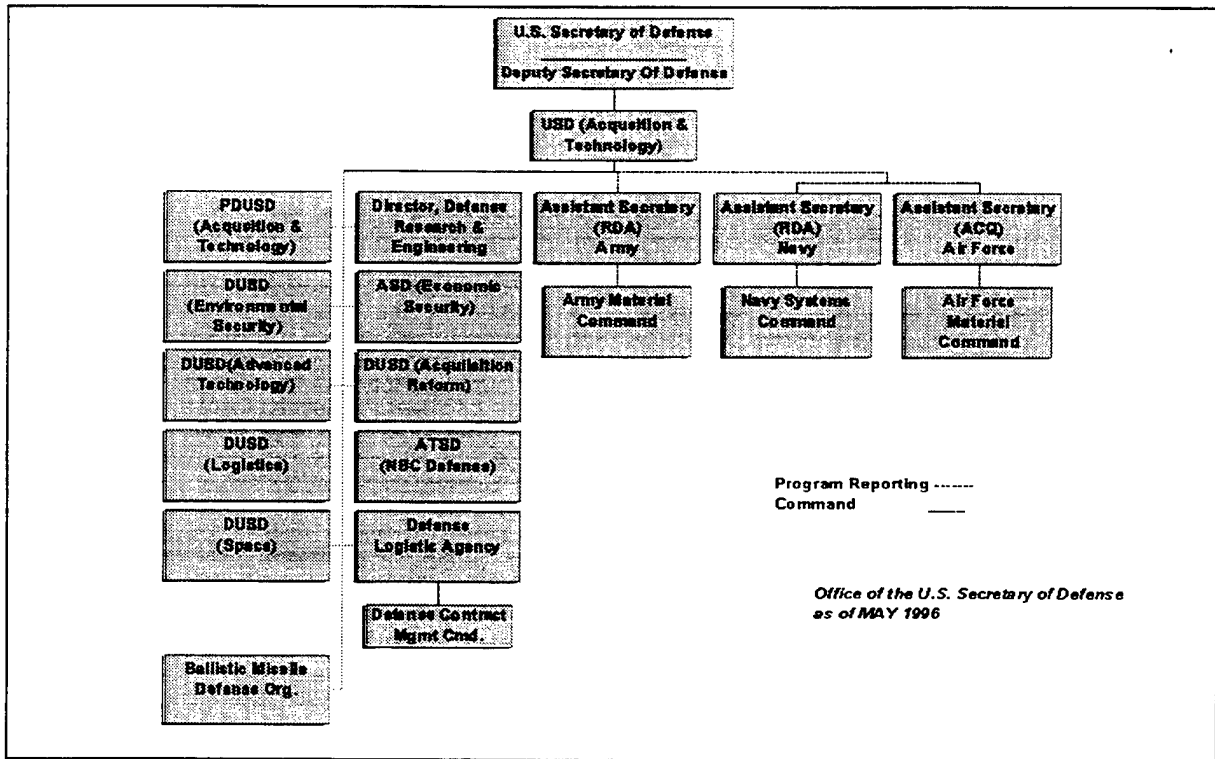 U.S. Secretary of Defense
Deputy Secretary Of Defense
USD (Acqusition &
Technology)
PDUSD
(Acqusition &
Technology)
Director, Defense
Research &
Engineering
Assistant Secretary
(RDA)
Army
Assistant Secretary
(RDA)
Navy
Assistant Secretary
(ACQ)
Air Force
DUSD
(Environmental
Security)
ASD (Economic
Security)
Army Material
Command
Navy Systems
Command
Air Force
Material
Command
DUSD(Advanced
Technology)
DUSD (Acquisition
Reform)
DUSD
(Logistics)
ATSD
(NBC Defense)
Program Reporting -------
Command ____
DUSD
(Space)
Defense
Logistic Agency
Defense Contract
Mgmt Cmd.
Office of the U.S. Secretary of Defense
as of MAY 1996
Ballistic Missile
Defense Org.